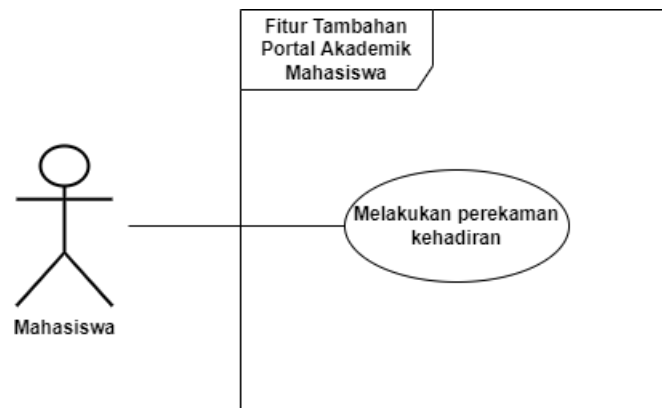 Fitur Tambahan
Portal Akademik
Mahasiswa
Melakukan perekaman
kehadiran
Mahasiswa